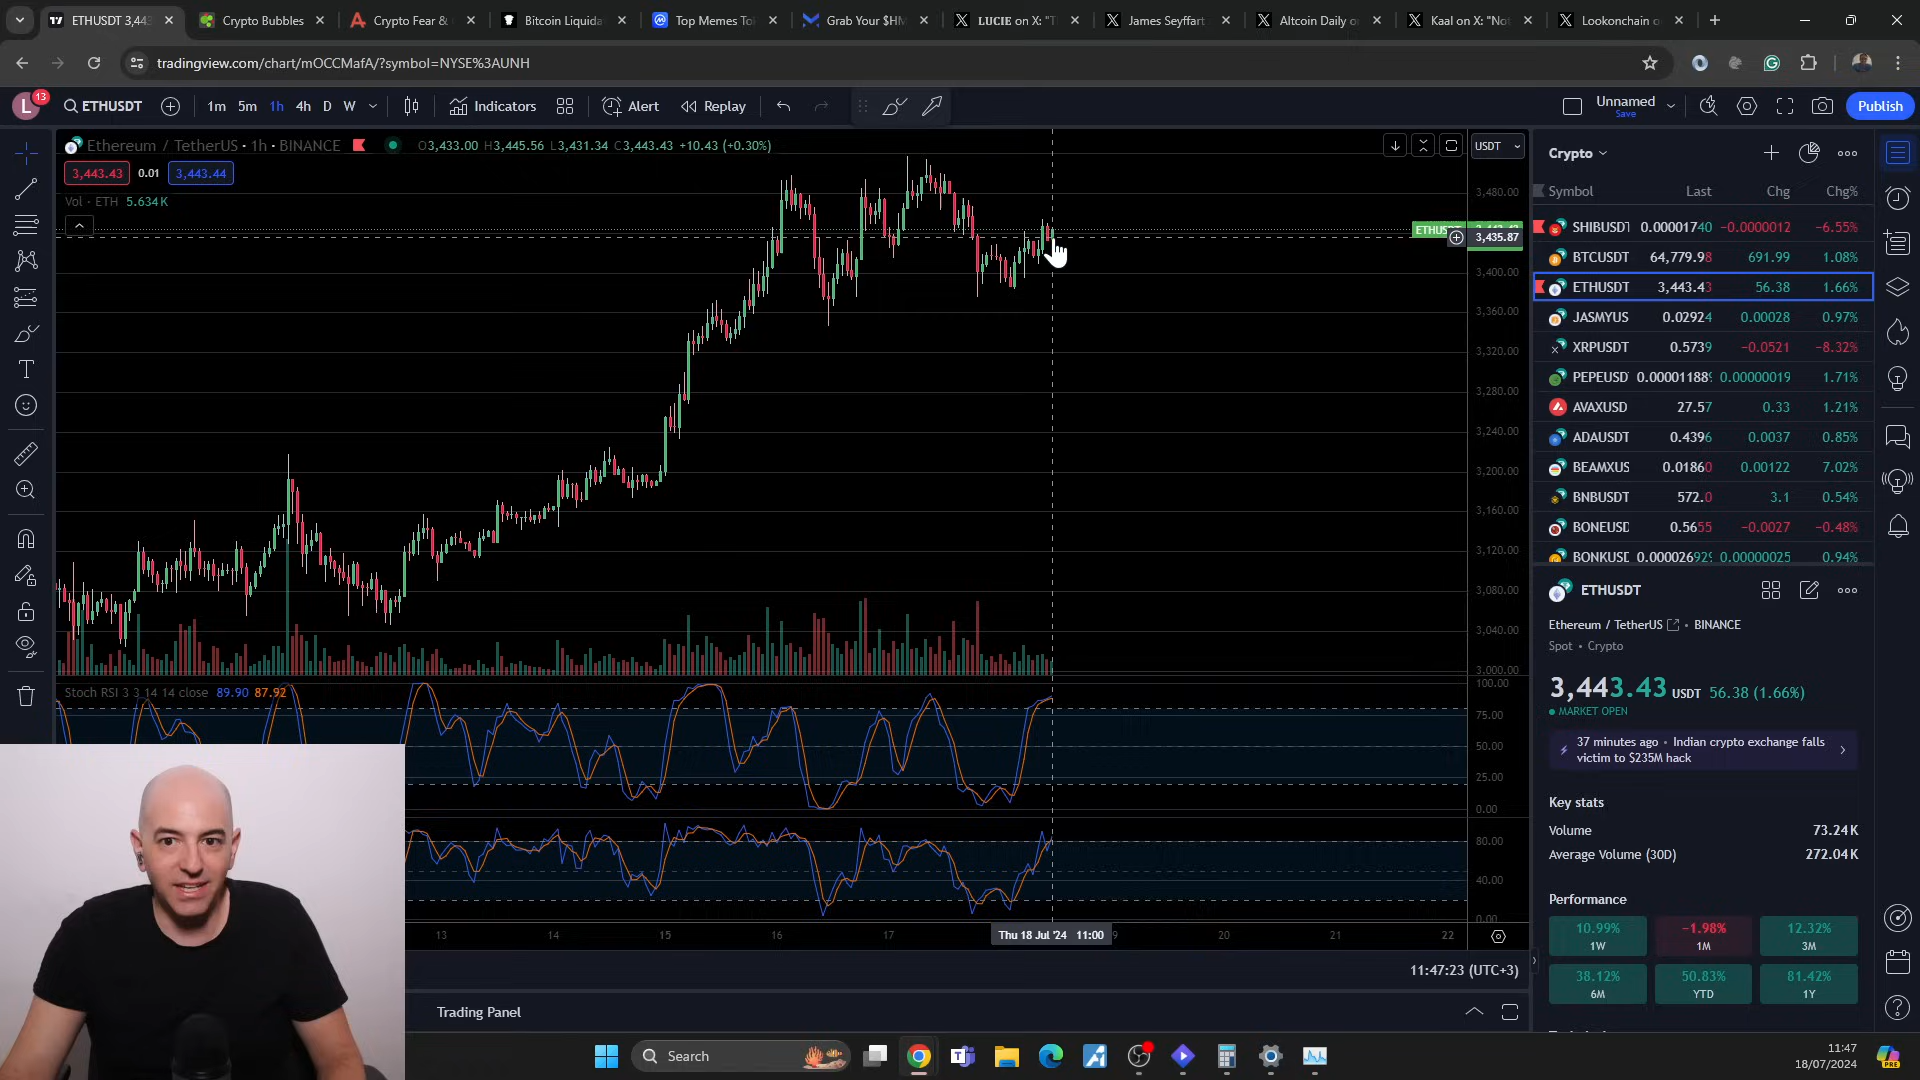 ETHUSDT 3,443
Crypto Bubbles
Crypto Fear &
Bitcoin Liquida
Top Memes To
Grab Your $HM
LUCIE on X: "T
James Seyffart
Altcoin Daily o
Kaal on X: "Not
Lookonchain o
tradingview.com/chart/mOCCMafA/?symbol=NYSE%3AUNH
L
13
ETHUSDT
1m 5m 1h 4h D W
Indicators
Alert
Replay
Unnamed
Save
Publish
Ethereum / TetherUS · 1h · BINANCE
O3,433.00 H3,445.56 L3,431.34 C3,443.43 +10.43 (+0.30%)
USDT
3,443.43
0.01
3,443.44
Vol · ETH 5.634K
3,480.00
ETHUSD
3,435.87
3,400.00
3,360.00
3,320.00
3,280.00
3,240.00
3,200.00
3,160.00
3,120.00
3,080.00
3,040.00
3,000.00
Stoch RSI 3 3 14 14 close 89.90 87.92
100.00
75.00
50.00
25.00
0.00
80.00
40.00
0.00
13 14 15 16 17
Thu 18 Jul '24 11:00
9 20 21 22
11:47:23 (UTC+3)
Trading Panel
Crypto
Symbol Last Chg Chg%
SHIBUSDT 0.00001740 −0.0000012 −6.55%
BTCUSDT 64,779.98 691.99 1.08%
ETHUSDT 3,443.43 56.38 1.66%
JASMYUS 0.02924 0.00028 0.97%
XRPUSDT 0.5739 −0.0521 −8.32%
PEPEUSD 0.00001188 0.00000019 1.71%
AVAXUSD 27.57 0.33 1.21%
ADAUSDT 0.4396 0.0037 0.85%
BEAMXUS 0.01860 0.00122 7.02%
BNBUSDT 572.0 3.1 0.54%
BONEUSD 0.5655 −0.0027 −0.48%
BONKUSD 0.00002692 0.00000025 0.94%
ETHUSDT
Ethereum / TetherUS • BINANCE
Spot • Crypto
3,443.43 USDT 56.38 (1.66%)
MARKET OPEN
37 minutes ago • Indian crypto exchange falls
victim to $235M hack
Key stats
Volume 73.24K
Average Volume (30D) 272.04K
Performance
10.99% −1.98% 12.32%
1W 1M 3M
38.12% 50.83% 81.42%
6M YTD 1Y
Search
11:47
18/07/2024
PRE